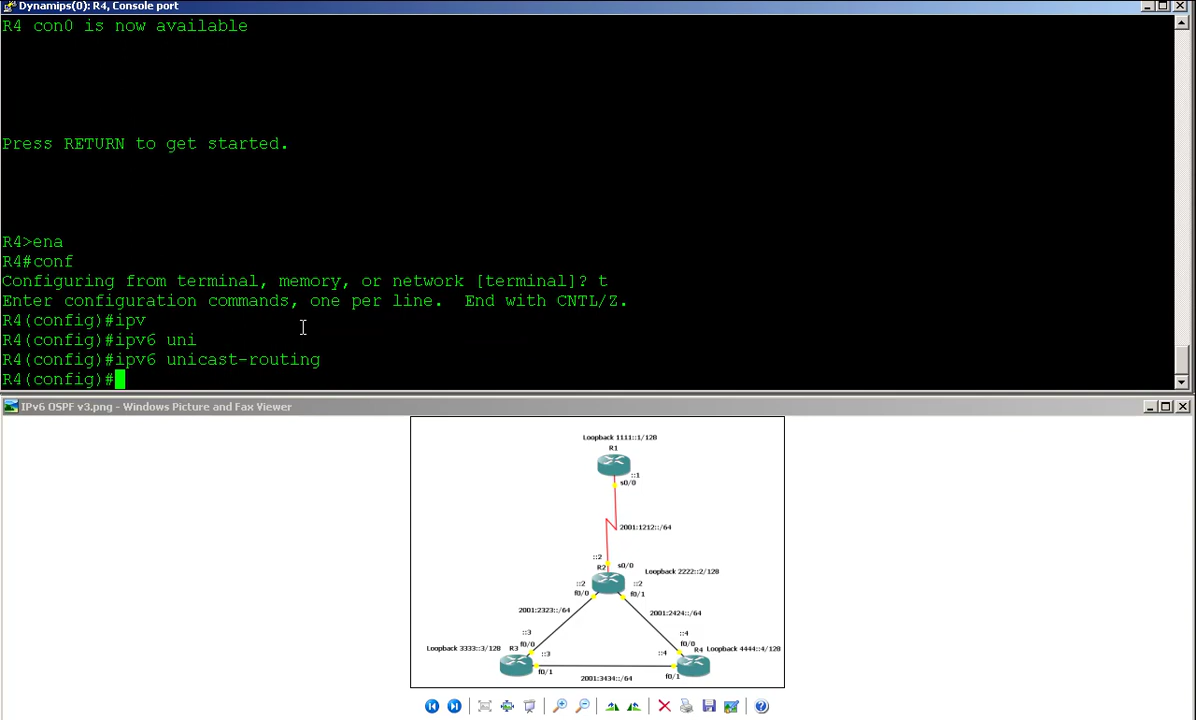 Dynamips(0): R4, Console port
R4 con0 is now available
Press RETURN to get started.
R4>ena
R4#conf
Configuring from terminal, memory, or network [terminal]? t
Enter configuration commands, one per line.  End with CNTL/Z.
R4(config)#ipv
R4(config)#ipv6 uni
R4(config)#ipv6 unicast-routing
R4(config)#
IPv6 OSPF v3.png - Windows Picture and Fax Viewer
Loopback 1111::1/128
R1
::1
s0/0
2001:1212::/64
::2
R2
s0/0
Loopback 2222::2/128
::2
f0/0
::2
f0/1
2001:2323::/64
2001:2424::/64
::3
f0/0
::4
f0/0
Loopback 3333::3/128
R3
::3
::4
R4
Loopback 4444::4/128
f0/1
f0/1
2001:3434::/64